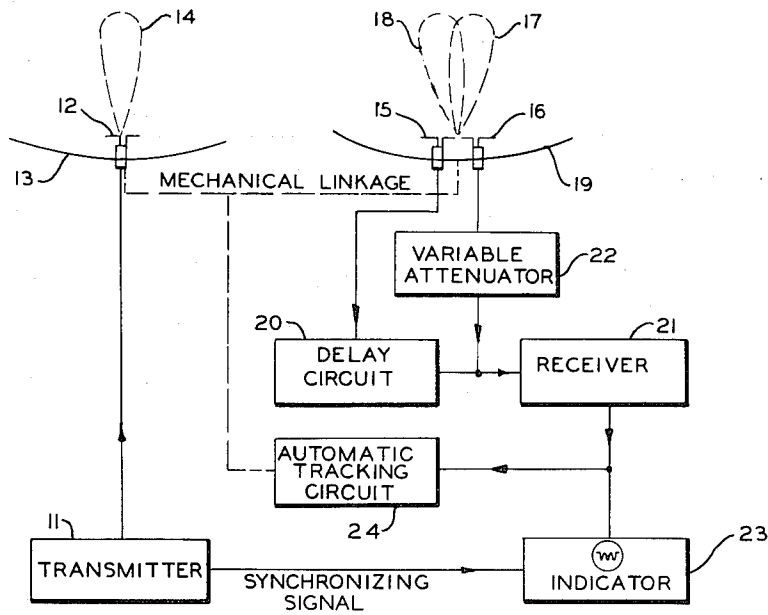 14
18
17
12
15
16
13
MECHANICAL LINKAGE
19
VARIABLE
ATTENUATOR
22
20
21
DELAY
CIRCUIT
RECEIVER
AUTOMATIC
TRACKING
CIRCUIT
24
11
23
TRANSMITTER
SYNCHRONIZING
SIGNAL
INDICATOR